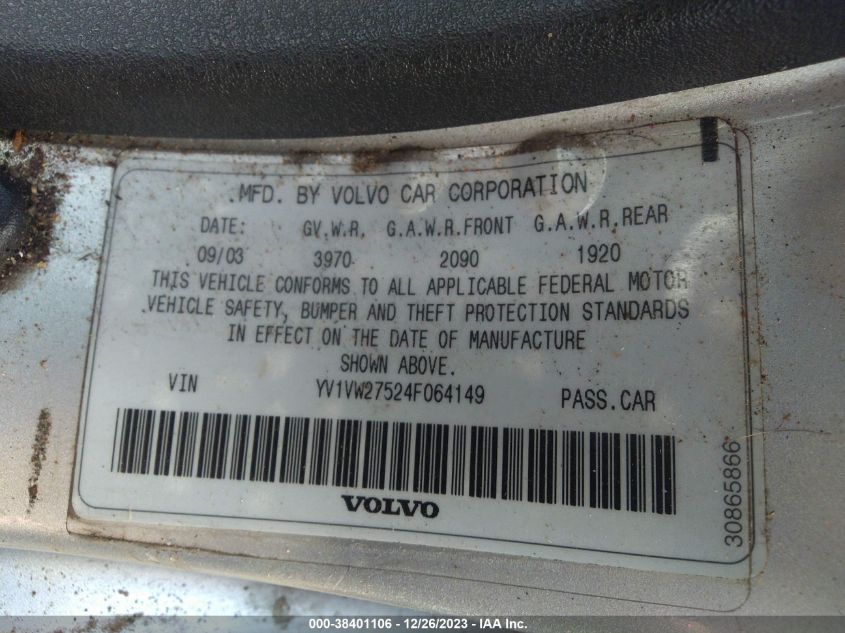 MFD. BY VOLVO CAR CORPORATION
DATE: GV.W.R. G.A.W.R.FRONT G.A.W.R.REAR
09/03 3970 2090 1920
THIS VEHICLE CONFORMS TO ALL APPLICABLE FEDERAL MOTOR
VEHICLE SAFETY, BUMPER AND THEFT PROTECTION STANDARDS
IN EFFECT ON THE DATE OF MANUFACTURE
SHOWN ABOVE.
VIN YV1VW27524F064149 PASS.CAR
VOLVO
30865866
000-38401106 - 12/26/2023 - IAA Inc.